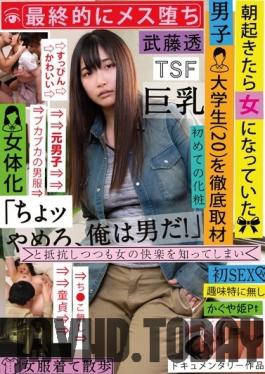 最終的にメス堕ち
朝起きたら女になっていた
男子大学生(20)を徹底取材
武藤透
TSF
巨乳
初めての化粧
すっぴん
かわいい
元男子
ブカブカの男服
女体化
「ちょッ
やめろ、俺は男だ!」
と抵抗しつつも女の快楽を知ってしまい
初SEX
趣味特に無し
かぐや姫Pt
童貞
女服着て散歩
ドキュメンタリー作品
JAVHD.TODAY